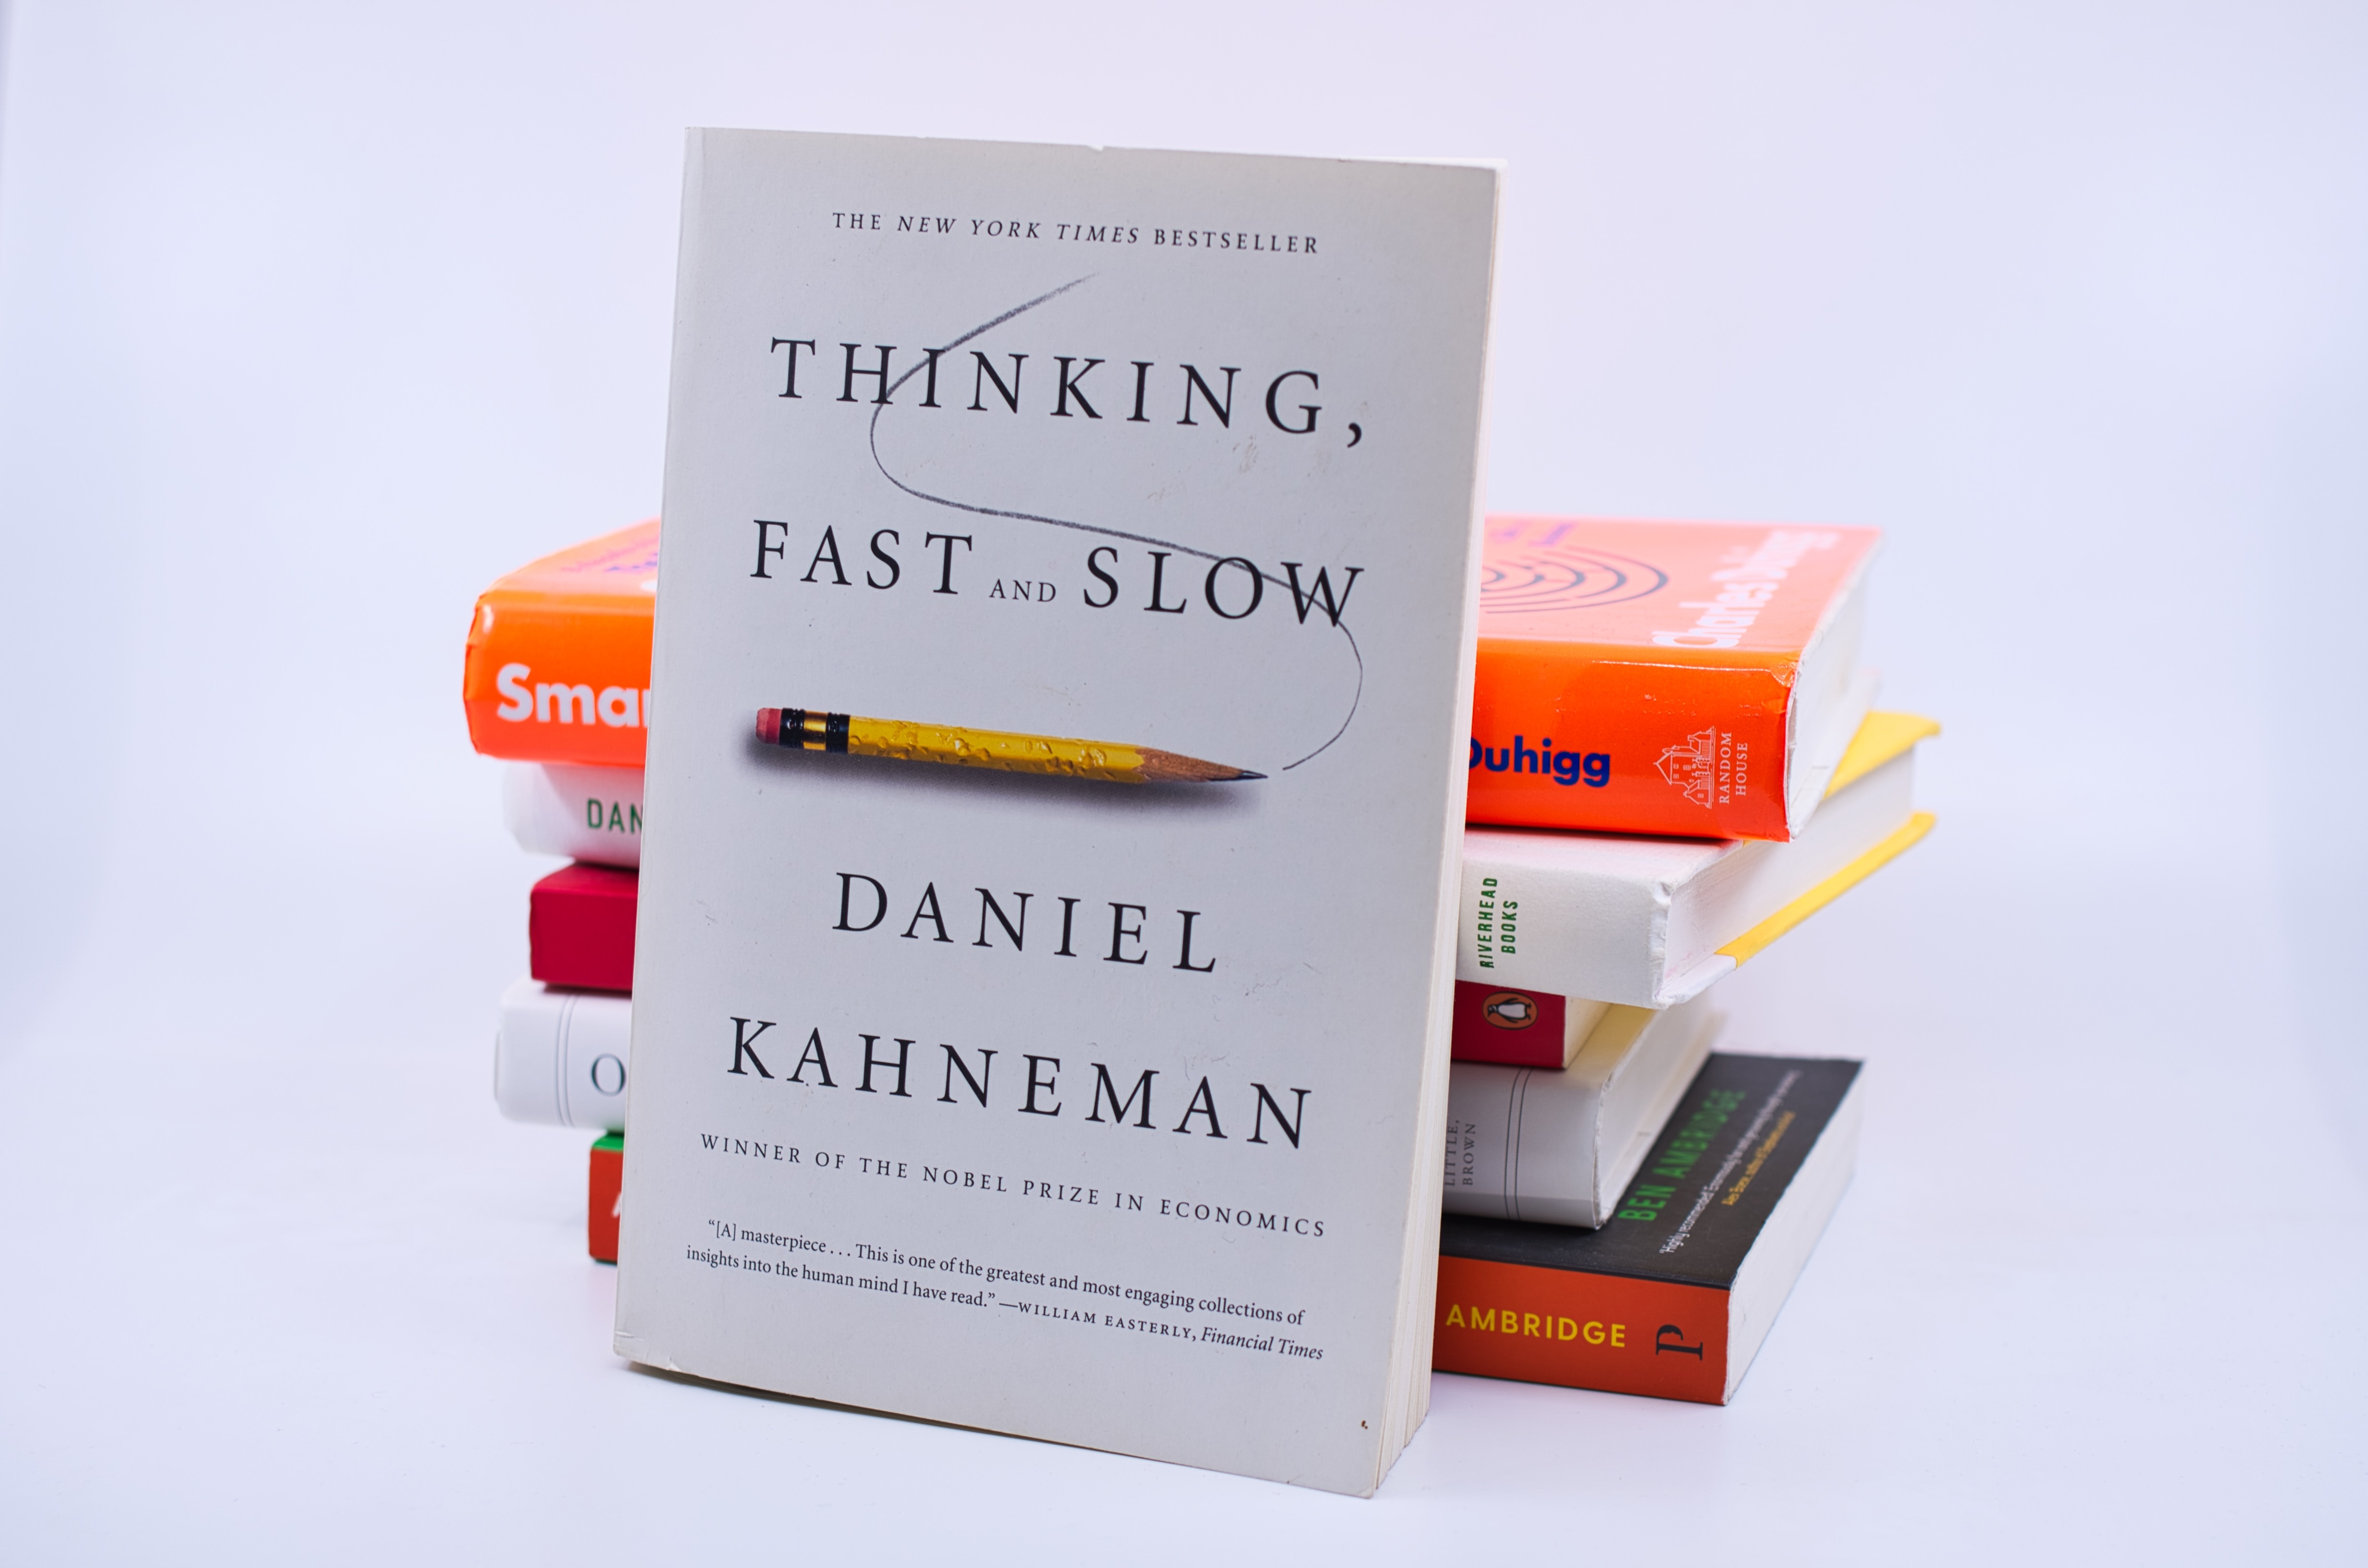 THE NEW YORK TIMES BESTSELLER
THINKING,
FAST AND SLOW
DANIEL
KAHNEMAN
WINNER OF THE NOBEL PRIZE IN ECONOMICS
“[A] masterpiece . . . This is one of the greatest and most engaging collections of
insights into the human mind I have read.” —WILLIAM EASTERLY, Financial Times
Charles Duhigg
Smar
Duhigg
RANDOM
HOUSE
DAN
RIVERHEAD
BOOKS
O
LITTLE,
BROWN
BEN AMBRIDGE
AMBRIDGE
P